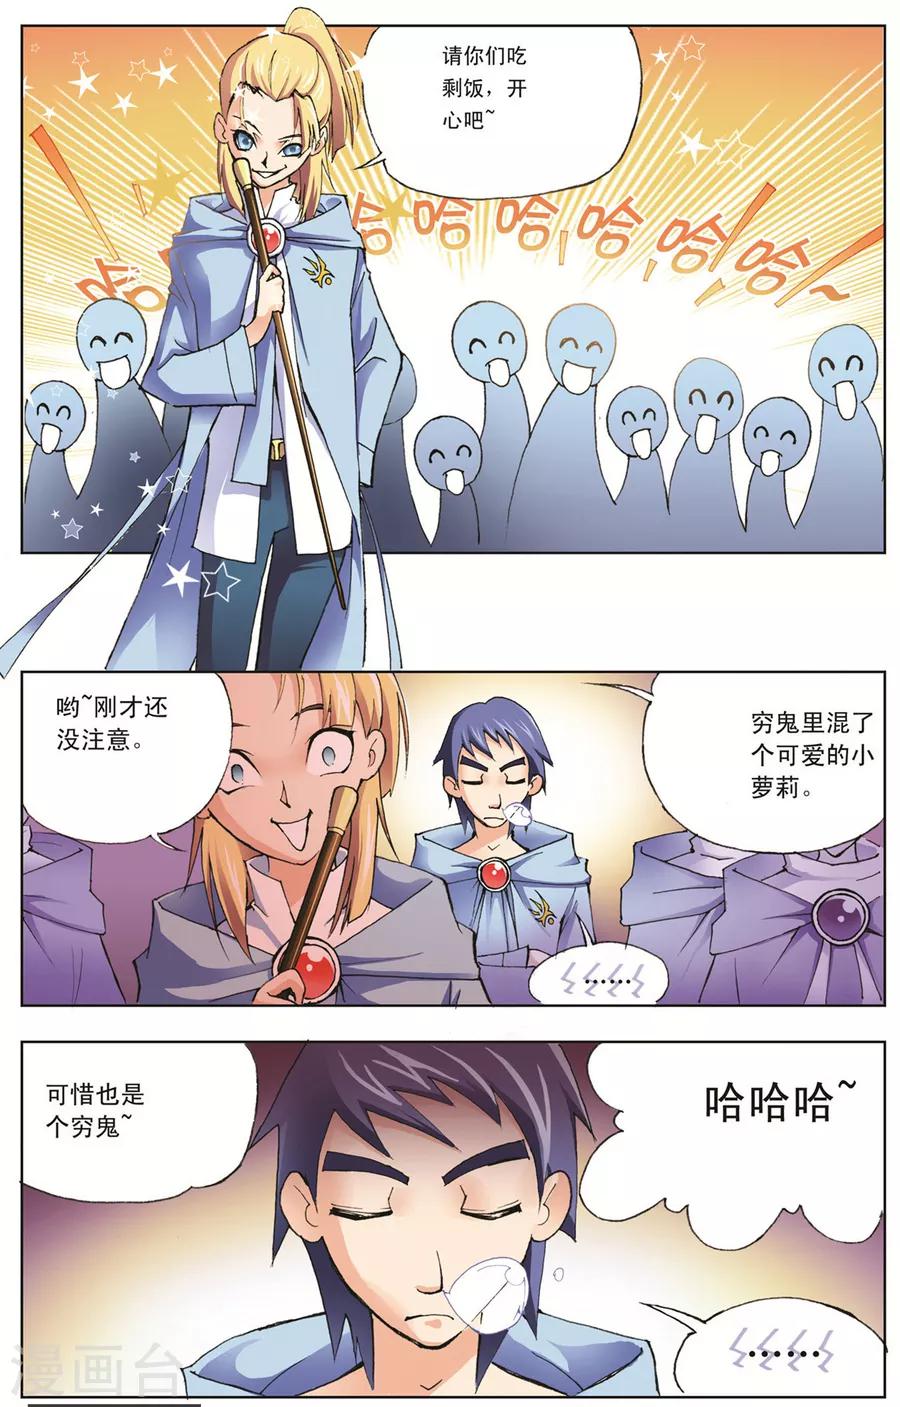 请你们吃
剩饭，开
心吧~
哈哈哈哈哈哈哈~
哟~刚才还
没注意。
穷鬼里混了
个可爱的小
萝莉。
……
可惜也是
个穷鬼~
哈哈哈~
……
漫画台